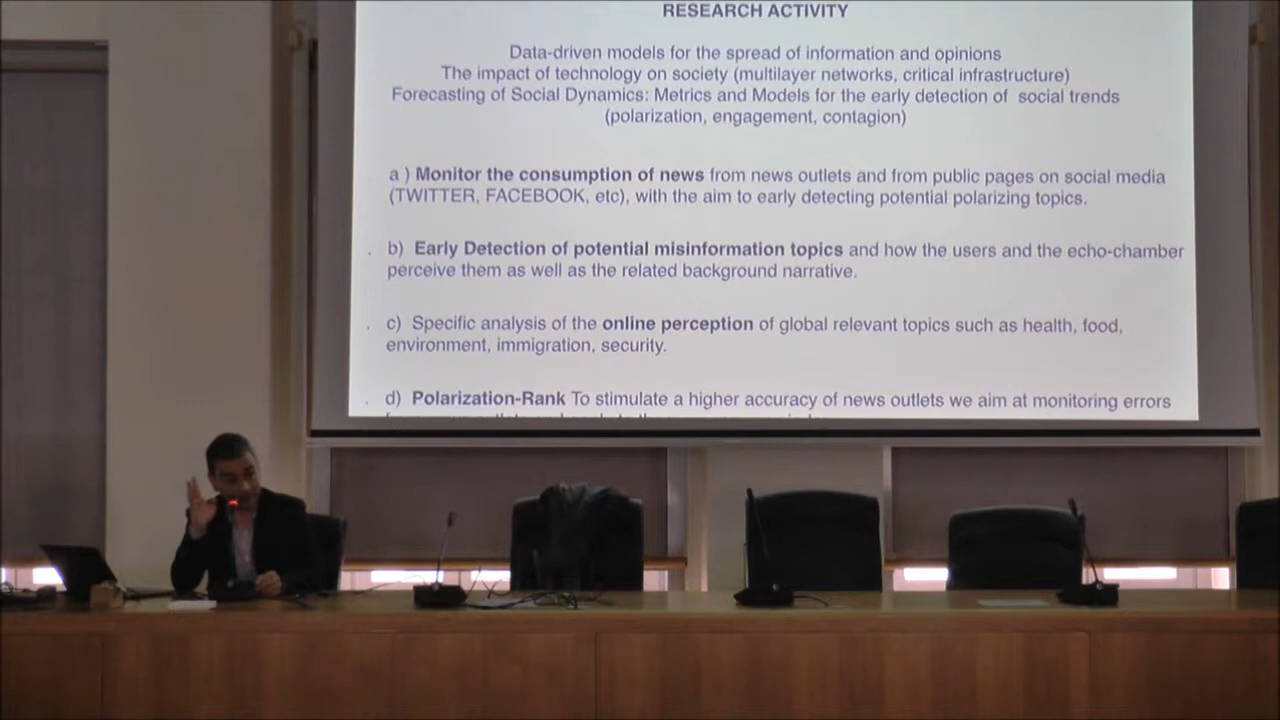 RESEARCH ACTIVITY
Data-driven models for the spread of information and opinions
The impact of technology on society (multilayer networks, critical infrastructure)
Forecasting of Social Dynamics: Metrics and Models for the early detection of social trends
(polarization, engagement, contagion)
a ) Monitor the consumption of news from news outlets and from public pages on social media
(TWITTER, FACEBOOK, etc), with the aim to early detecting potential polarizing topics.
b) Early Detection of potential misinformation topics and how the users and the echo-chamber
perceive them as well as the related background narrative.
c) Specific analysis of the online perception of global relevant topics such as health, food,
environment, immigration, security.
d) Polarization-Rank To stimulate a higher accuracy of news outlets we aim at monitoring errors